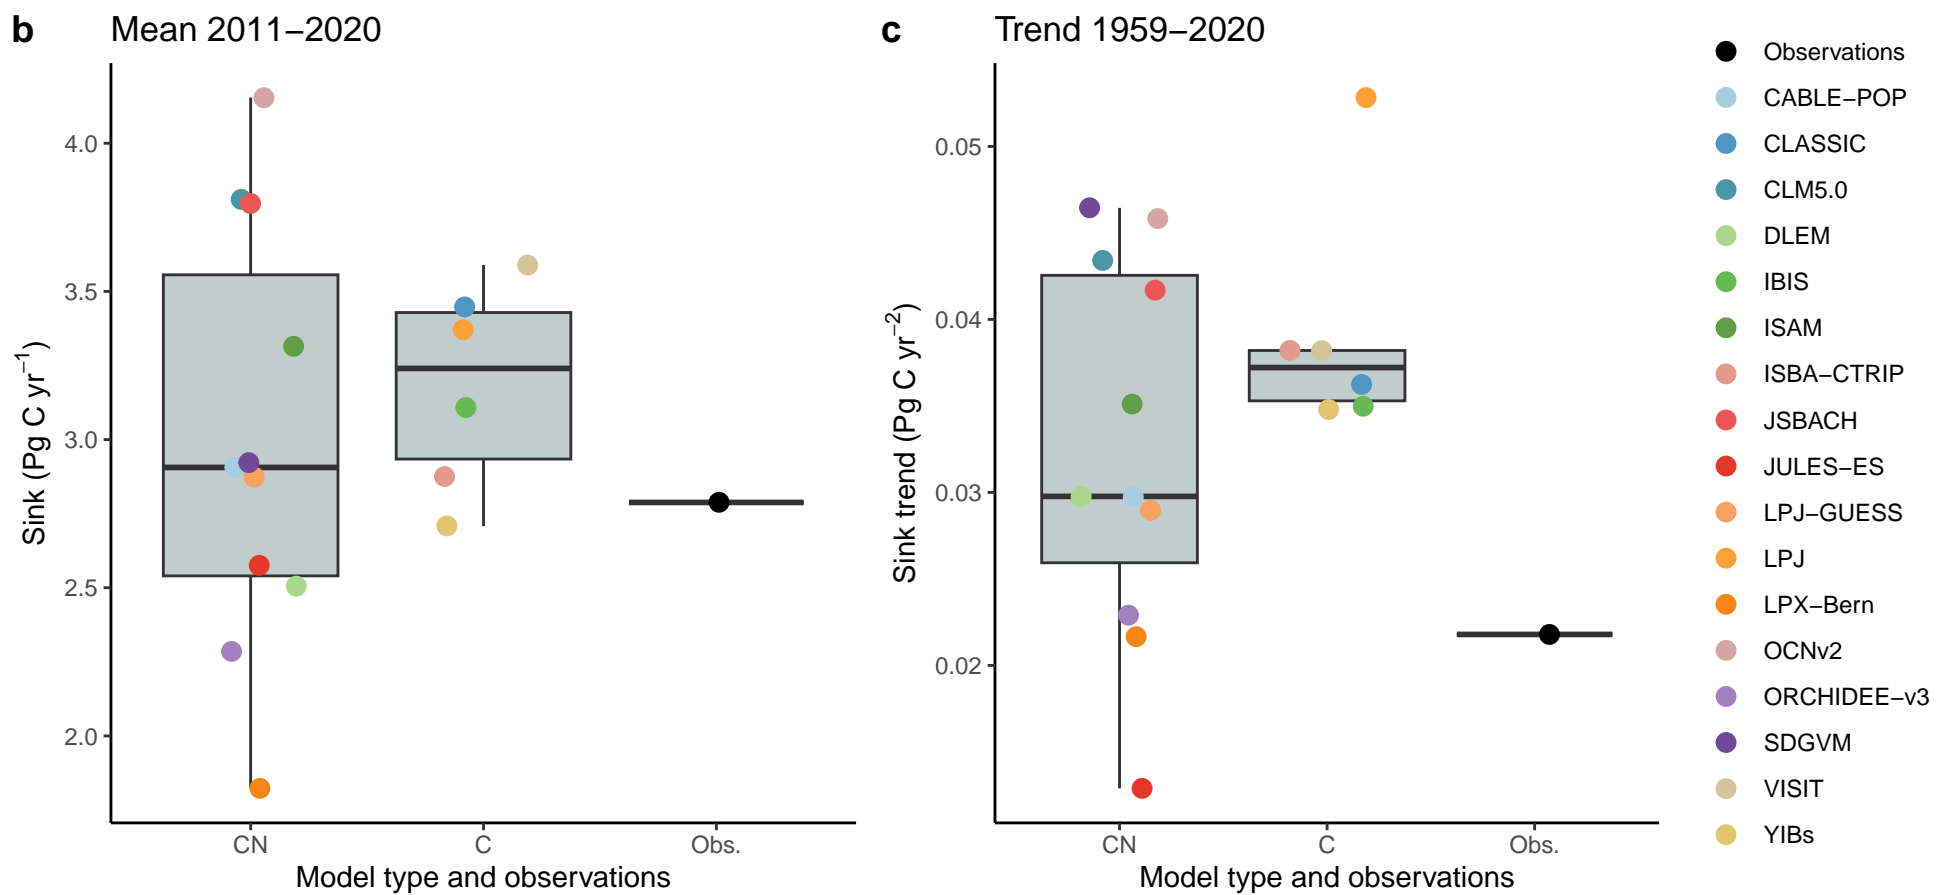 b Mean 2011–2020
Sink (Pg C yr⁻¹)
4.0
3.5
3.0
2.5
2.0
CN C Obs.
Model type and observations
c Trend 1959–2020
Sink trend (Pg C yr⁻²)
0.05
0.04
0.03
0.02
CN C Obs.
Model type and observations
Observations
CABLE–POP
CLASSIC
CLM5.0
DLEM
IBIS
ISAM
ISBA–CTRIP
JSBACH
JULES–ES
LPJ–GUESS
LPJ
LPX–Bern
OCNv2
ORCHIDEE–v3
SDGVM
VISIT
YIBs